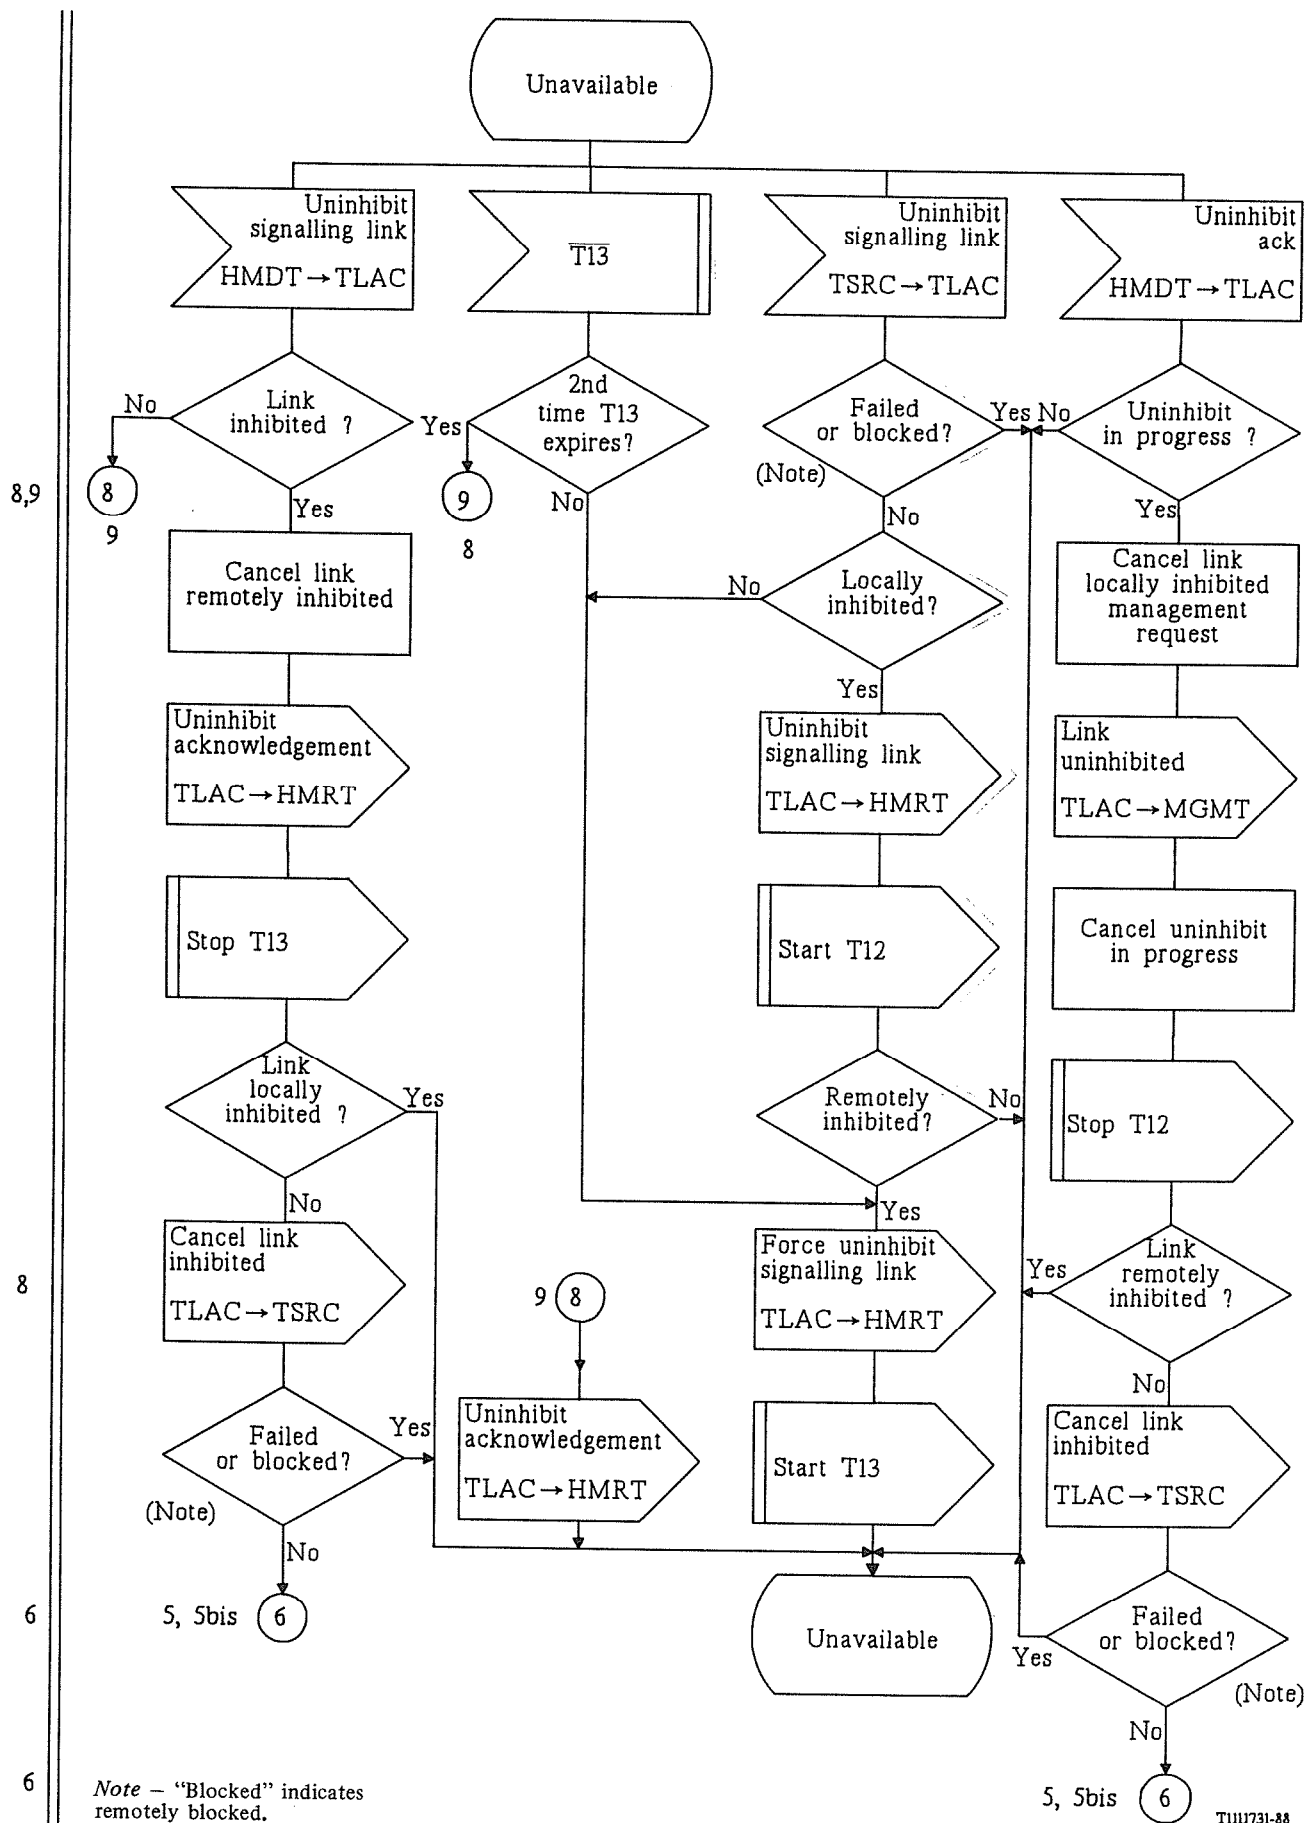 Unavailable
Uninhibit
signalling link
HMDT → TLAC
T13
Uninhibit
signalling link
TSRC → TLAC
Uninhibit
ack
HMDT → TLAC
No
Link
inhibited ?
Yes
2nd
time T13
expires?
Failed
or blocked?
Yes
No
Uninhibit
in progress ?
(Note)
8,9
8
9
Yes
9
8
No
No
Yes
Cancel link
remotely inhibited
No
Locally
inhibited?
Cancel link
locally inhibited
management
request
Yes
Uninhibit
acknowledgement
TLAC → HMRT
Uninhibit
signalling link
TLAC → HMRT
Link
uninhibited
TLAC → MGMT
Stop T13
Start T12
Cancel uninhibit
in progress
Link
locally
inhibited ?
Yes
Remotely
inhibited?
No
Stop T12
No
Yes
Cancel link
inhibited
TLAC → TSRC
8
9
8
Force uninhibit
signalling link
TLAC → HMRT
Yes
Link
remotely
inhibited ?
No
Failed
or blocked?
Yes
(Note)
Uninhibit
acknowledgement
TLAC → HMRT
Start T13
Cancel link
inhibited
TLAC → TSRC
No
6
5, 5bis
6
Unavailable
Yes
Failed
or blocked?
(Note)
No
6
Note – “Blocked” indicates
remotely blocked.
5, 5bis
6
T1111731-88